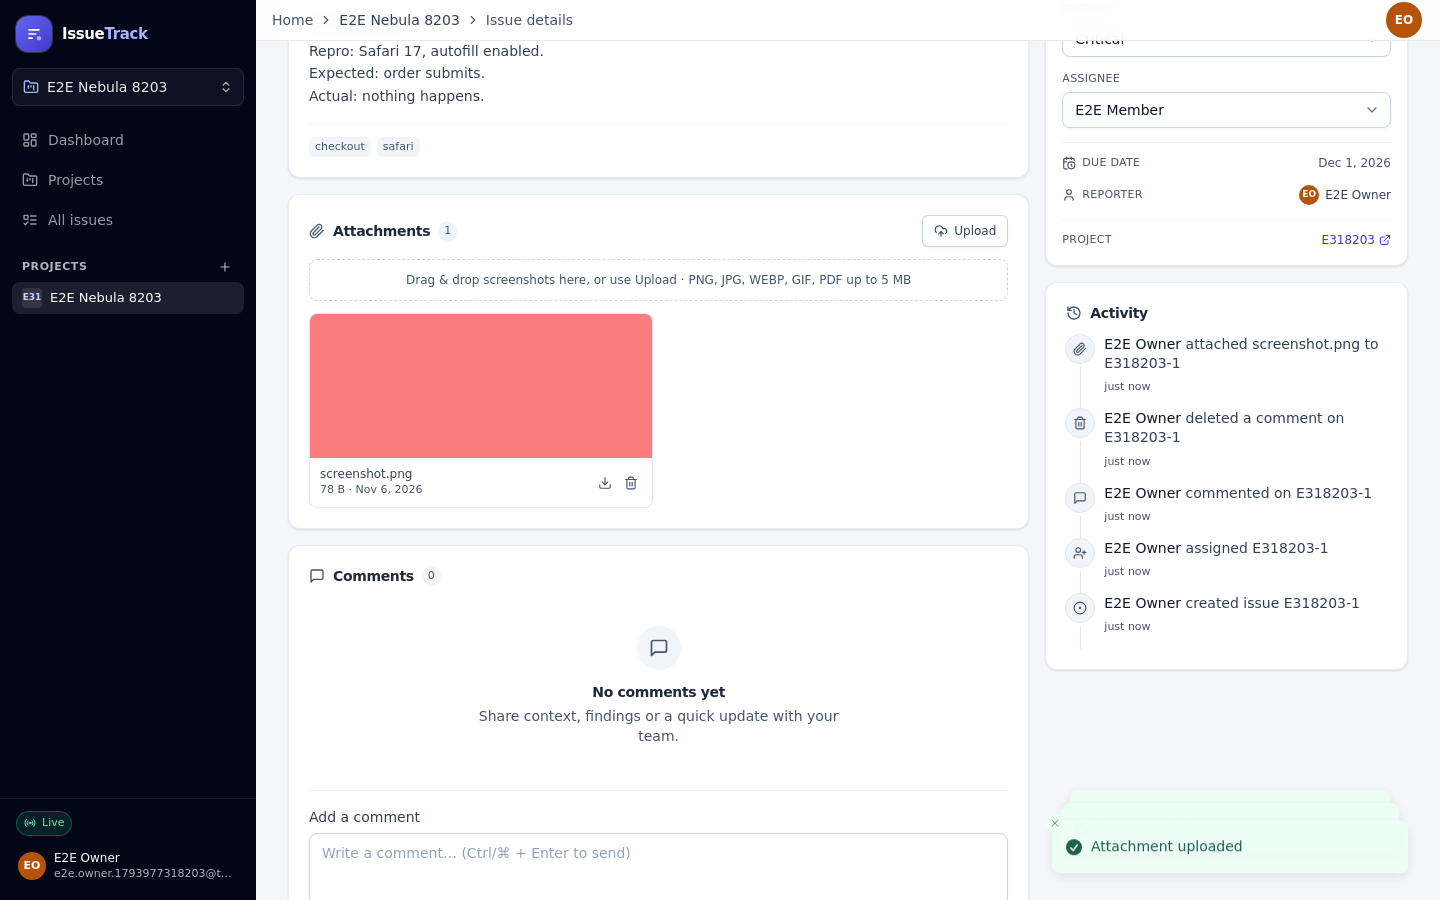 IssueTrack
E2E Nebula 8203
Dashboard
Projects
All issues
PROJECTS
E31 E2E Nebula 8203
Live
EO
E2E Owner
e2e.owner.1793977318203@t...
Home
E2E Nebula 8203
Issue details
EO
Repro: Safari 17, autofill enabled.
Expected: order submits.
Actual: nothing happens.
checkout safari
Attachments 1
Upload
Drag & drop screenshots here, or use Upload · PNG, JPG, WEBP, GIF, PDF up to 5 MB
screenshot.png
78 B · Nov 6, 2026
Comments 0
No comments yet
Share context, findings or a quick update with your
team.
Add a comment
Write a comment... (Ctrl/⌘ + Enter to send)
Critical
ASSIGNEE
E2E Member
DUE DATE Dec 1, 2026
REPORTER EO E2E Owner
PROJECT E318203
Activity
E2E Owner attached screenshot.png to
E318203-1
just now
E2E Owner deleted a comment on
E318203-1
just now
E2E Owner commented on E318203-1
just now
E2E Owner assigned E318203-1
just now
E2E Owner created issue E318203-1
just now
Attachment uploaded